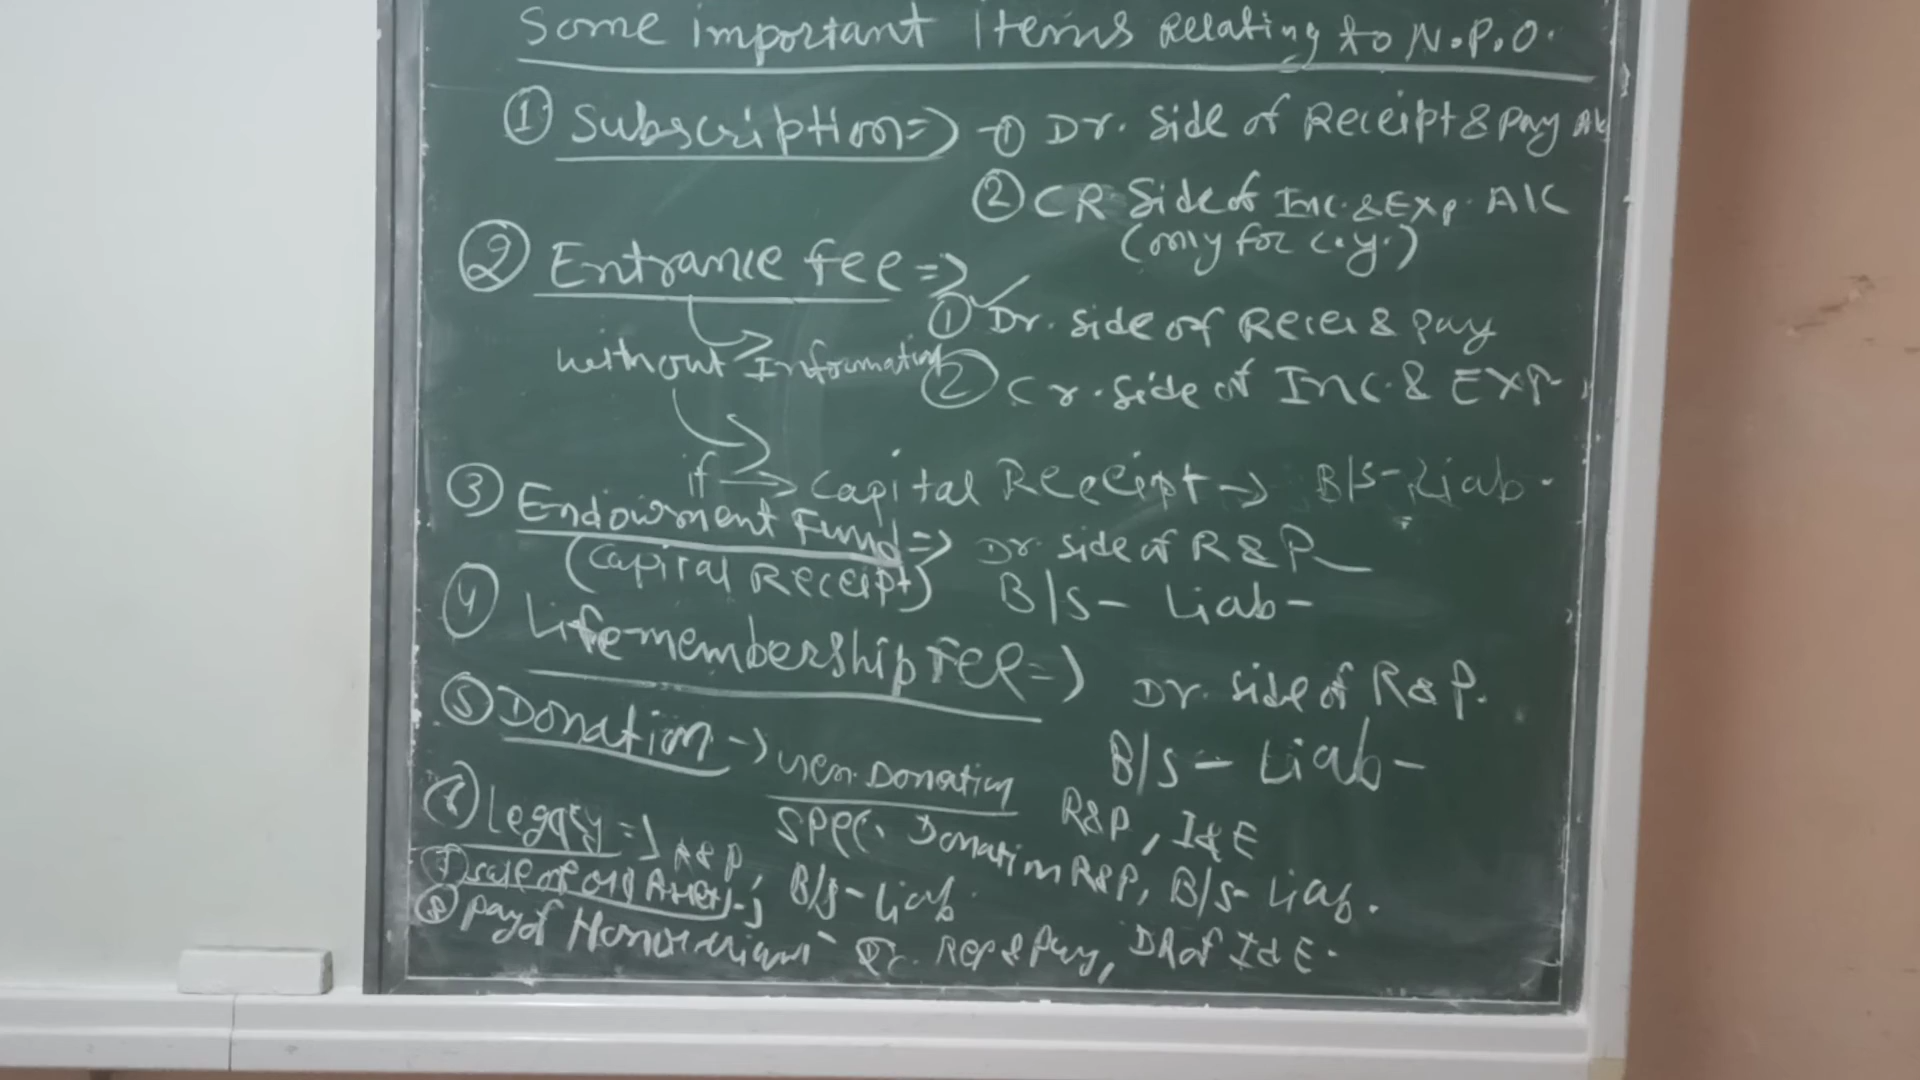 Some important Items Relating to N.P.O.
① Subscription => ① Dr. Side of Receipt & Pay A/c
② CR Side of Inc. & Exp. A/C
(only for c.y.)
② Entrance fee =>
① Dr. Side of Recei & pay
without Information
② Cr. Side of Inc. & EXP.
if -> Capital Receipt -> B/S - Liab.
③ Endowment Fund => Dr. side of R & P
(Capital Receipt) B/S - Liab -
④ Life membership Fee => Dr. side of R & P.
B/S - Liab -
⑤ Donation -> Gen. Donation R&P, I&E
Spec. Donation R&P, B/S - Liab.
⑥ Legacy => R & P, B/S - Liab.
⑦ sale of old
⑧ pay of Rec & Pay, DR of I & E.